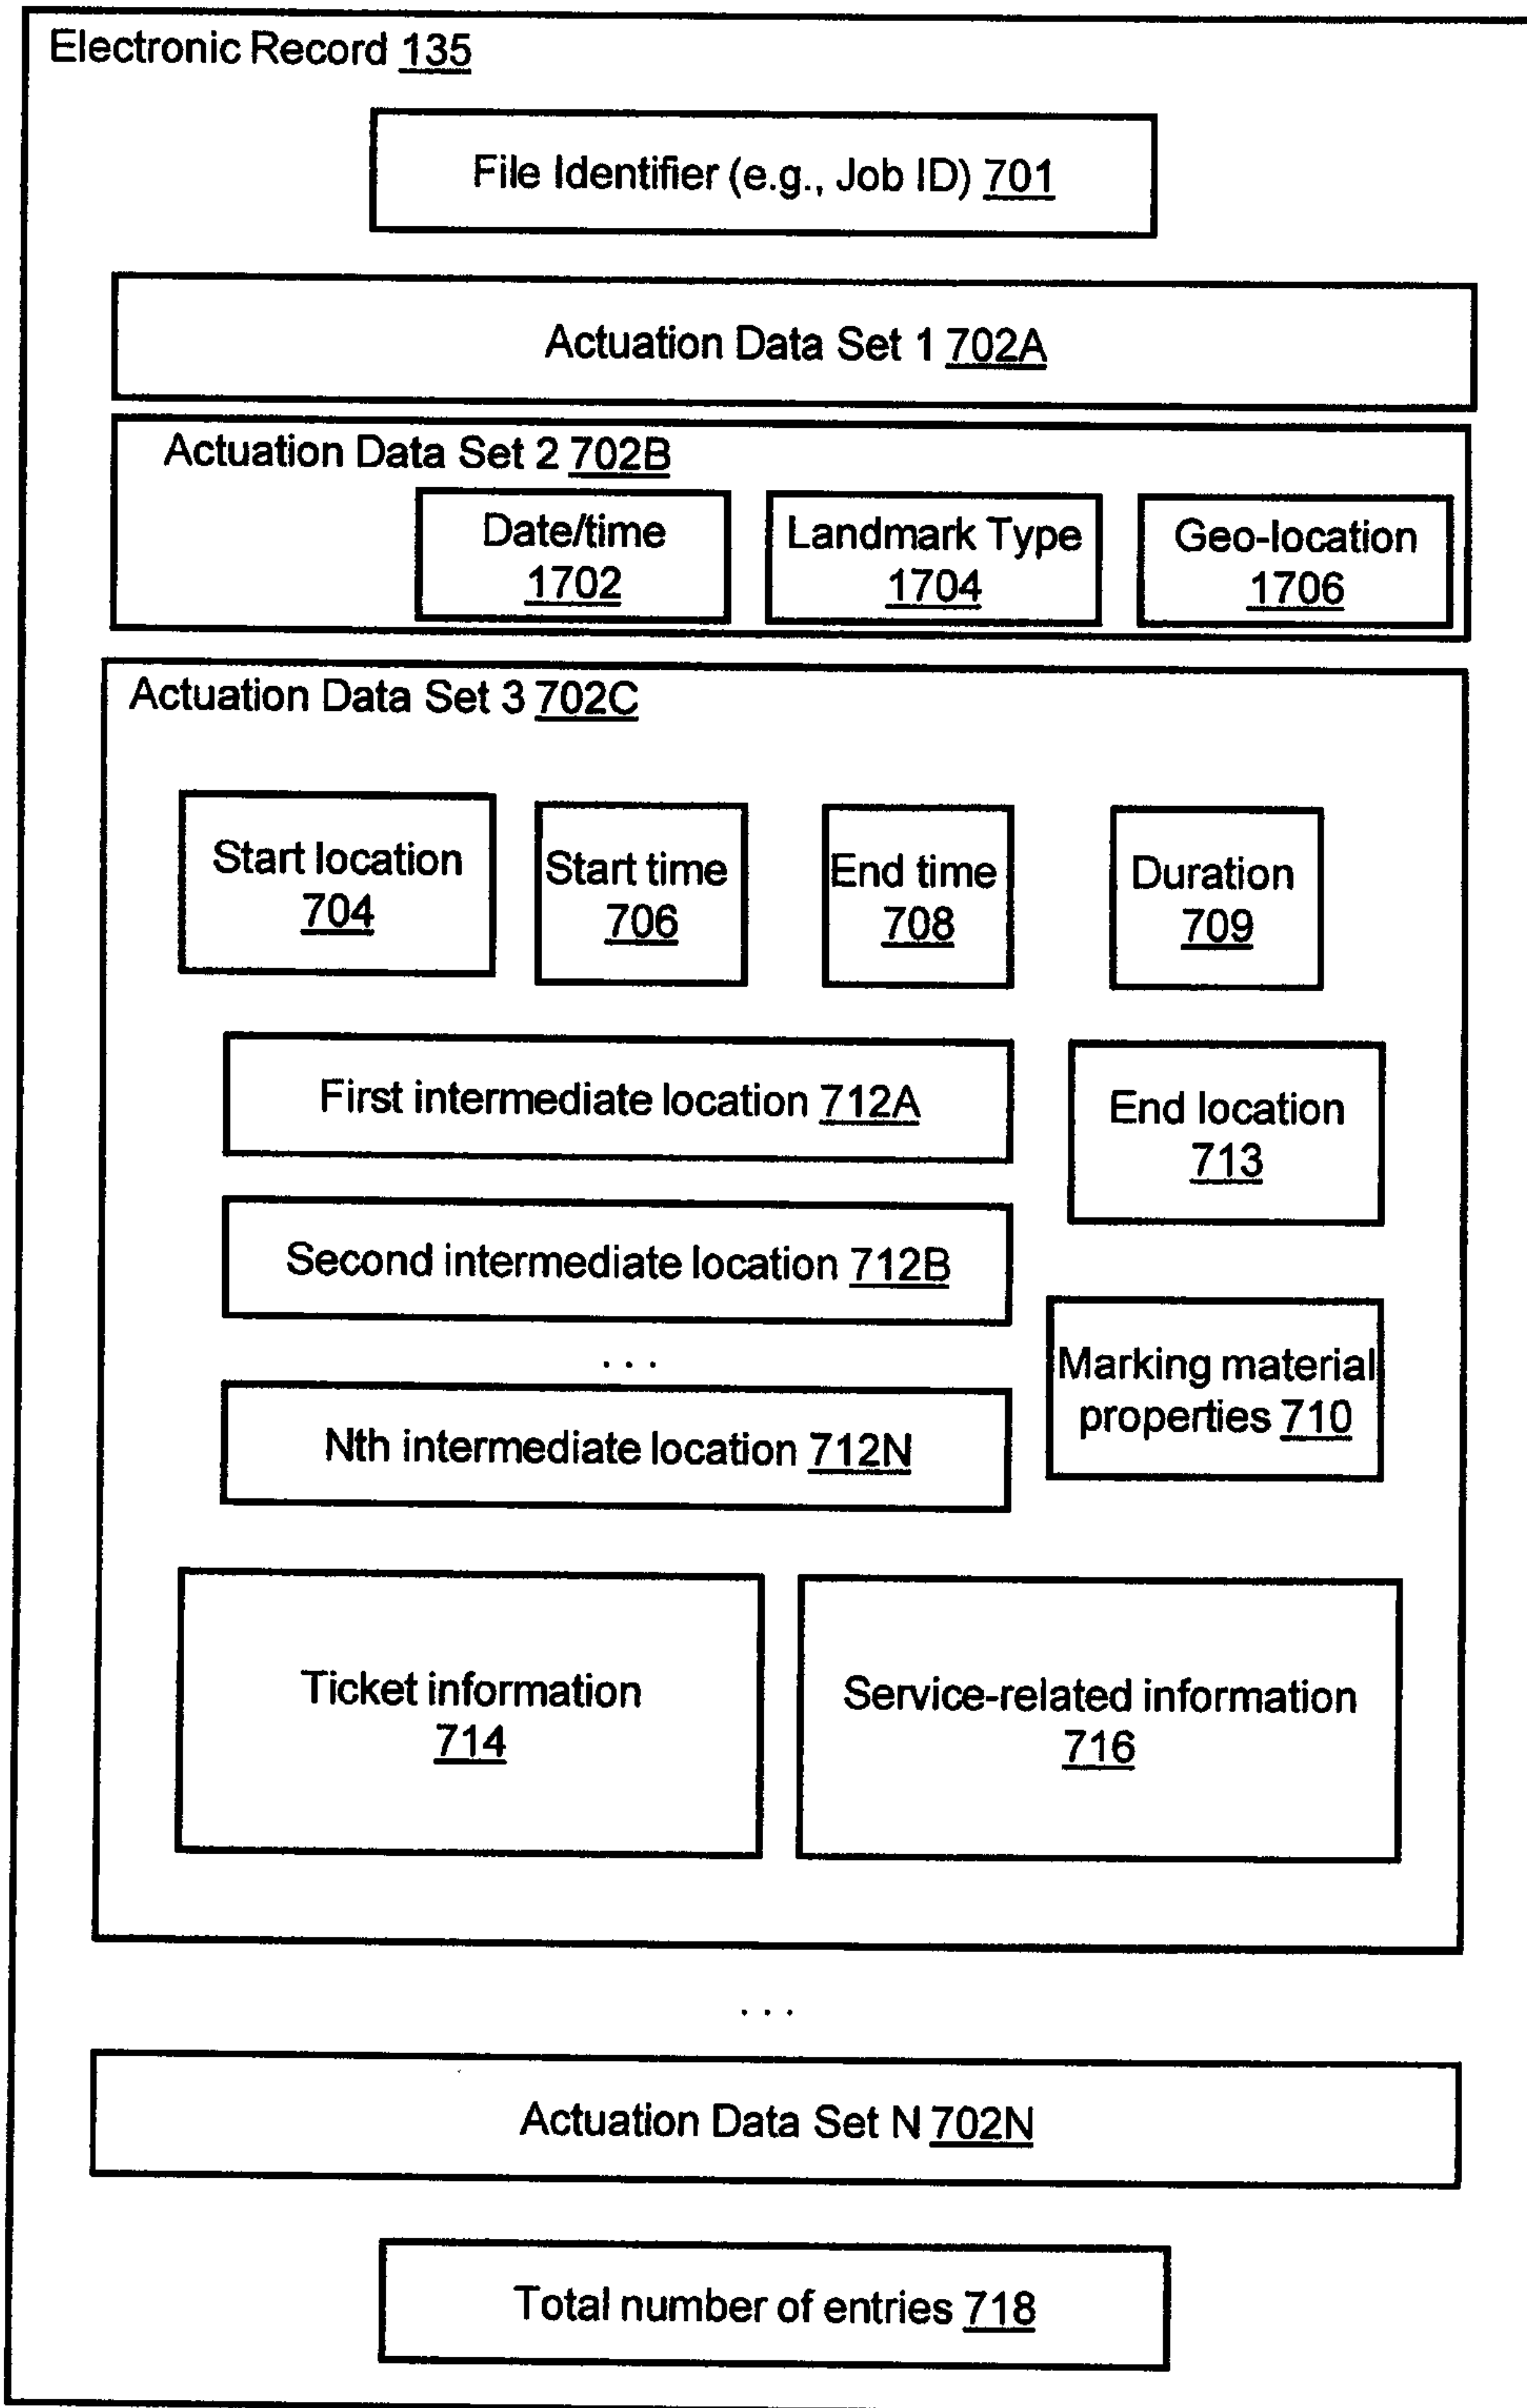 Electronic Record 135
File Identifier (e.g., Job ID) 701
Actuation Data Set 1 702A
Actuation Data Set 2 702B
Date/time
1702
Landmark Type
1704
Geo-location
1706
Actuation Data Set 3 702C
Start location
704
Start time
706
End time
708
Duration
709
First intermediate location 712A
End location
713
Second intermediate location 712B
. . .
Marking material
properties 710
Nth intermediate location 712N
Ticket information
714
Service-related information
716
. . .
Actuation Data Set N 702N
Total number of entries 718